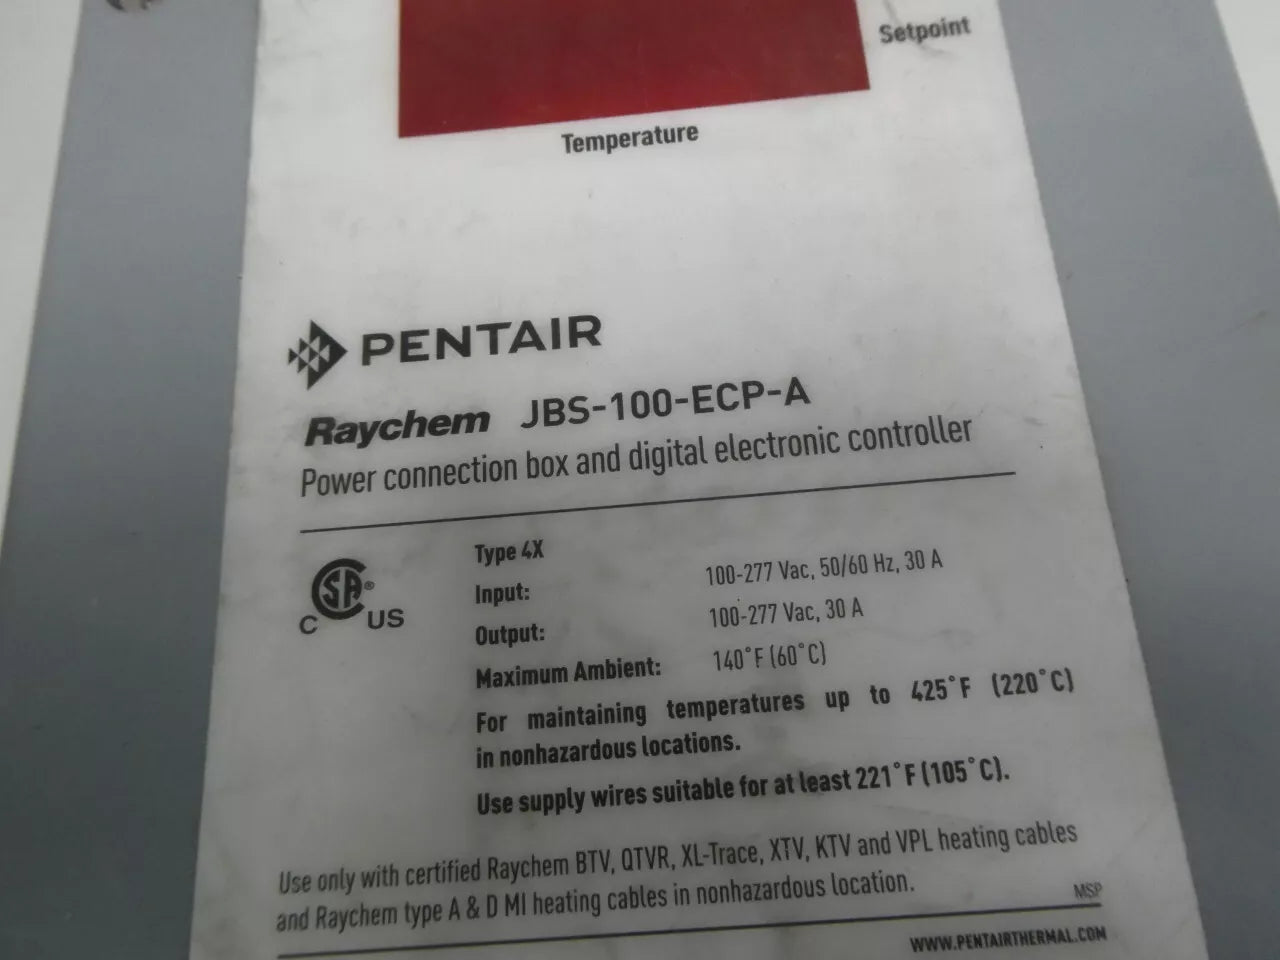 Setpoint
Temperature
PENTAIR
Raychem JBS-100-ECP-A
Power connection box and digital electronic controller
Type 4X
Input: 100-277 Vac, 50/60 Hz, 30 A
Output: 100-277 Vac, 30 A
Maximum Ambient: 140°F (60°C)
For maintaining temperatures up to 425°F (220°C)
in nonhazardous locations.
Use supply wires suitable for at least 221°F (105°C).
CSA®
C US
Use only with certified Raychem BTV, QTVR, XL-Trace, XTV, KTV and VPL heating cables
and Raychem type A & D MI heating cables in nonhazardous location.
MSP
WWW.PENTAIRTHERMAL.COM